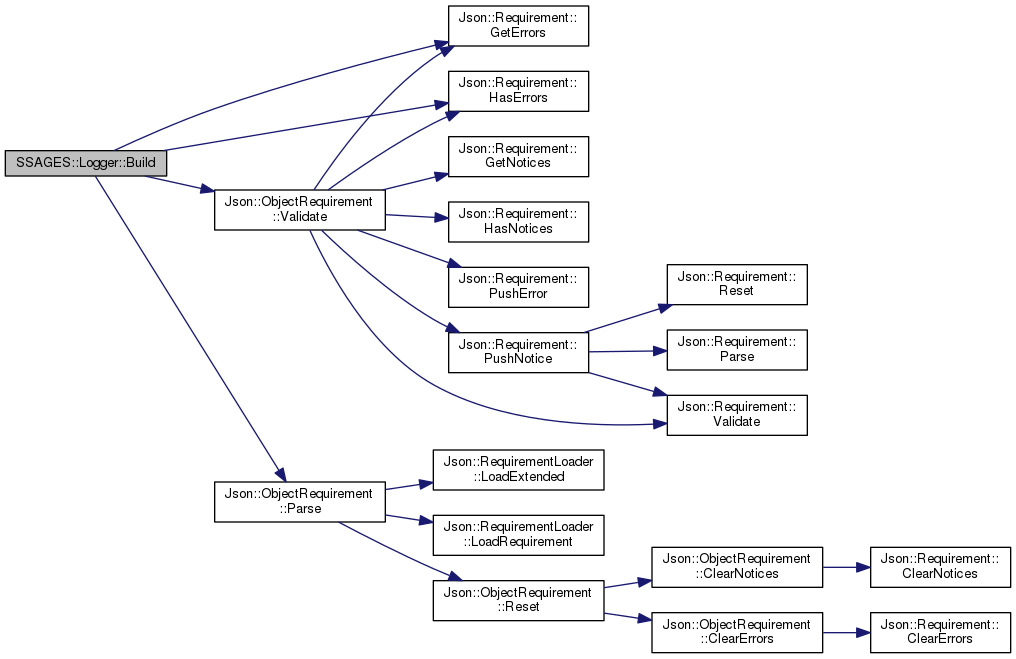 Json::Requirement::
GetErrors
Json::Requirement::
HasErrors
SSAGES::Logger::Build
Json::Requirement::
GetNotices
Json::ObjectRequirement
::Validate
Json::Requirement::
HasNotices
Json::Requirement::
PushError
Json::Requirement::
Reset
Json::Requirement::
PushNotice
Json::Requirement::
Parse
Json::Requirement::
Validate
Json::RequirementLoader
::LoadExtended
Json::ObjectRequirement
::Parse
Json::RequirementLoader
::LoadRequirement
Json::ObjectRequirement
::Reset
Json::ObjectRequirement
::ClearNotices
Json::Requirement::
ClearNotices
Json::ObjectRequirement
::ClearErrors
Json::Requirement::
ClearErrors